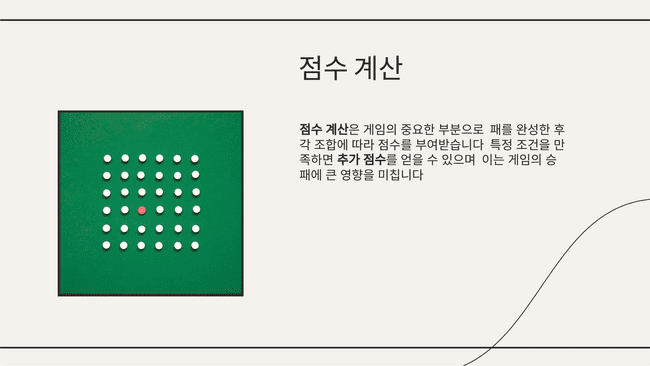 점수 계산
점수 계산은 게임의 중요한 부분으로 패를 완성한 후
각 조합에 따라 점수를 부여받습니다 특정 조건을 만
족하면 추가 점수를 얻을 수 있으며 이는 게임의 승
패에 큰 영향을 미칩니다